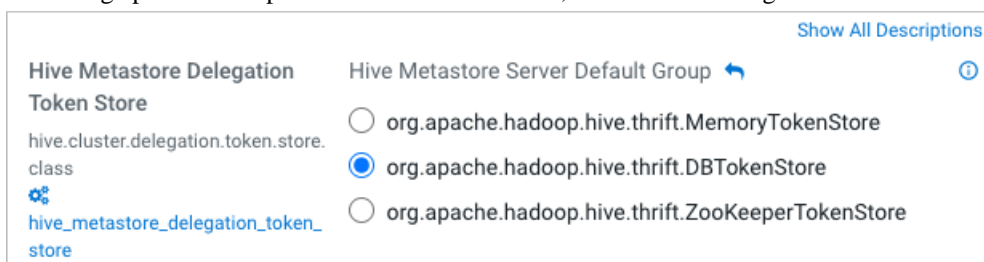 Show All Descriptions
Hive Metastore Delegation
Token Store
hive.cluster.delegation.token.store.
class
hive_metastore_delegation_token_
store
Hive Metastore Server Default Group
org.apache.hadoop.hive.thrift.MemoryTokenStore
org.apache.hadoop.hive.thrift.DBTokenStore
org.apache.hadoop.hive.thrift.ZooKeeperTokenStore